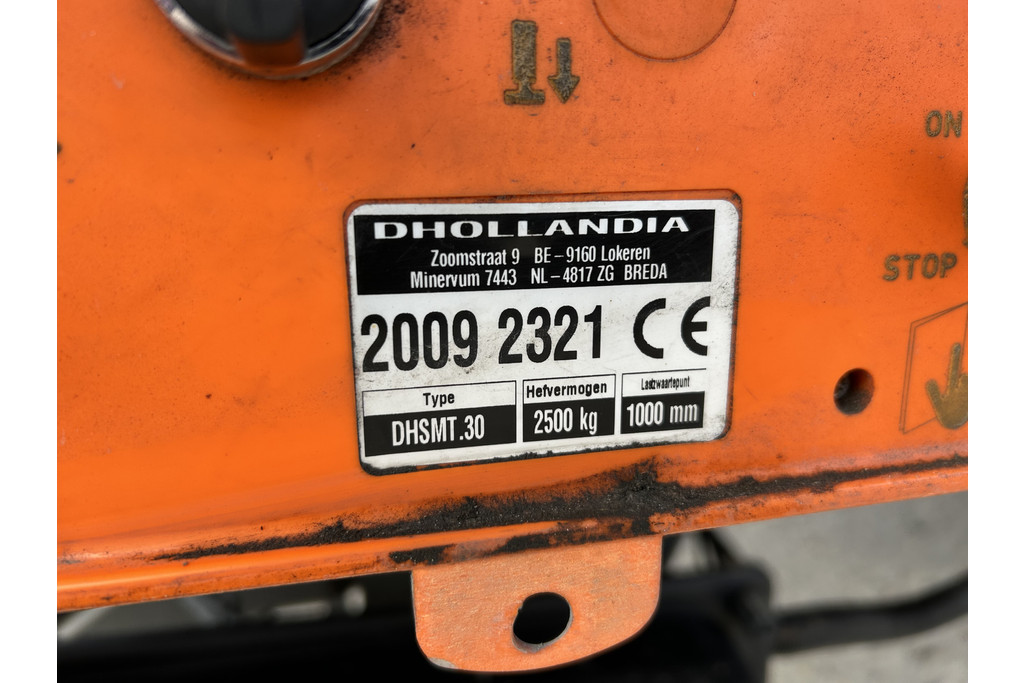 ON
STOP
DHOLLANDIA
Zoomstraat 9 BE-9160 Lokeren
Minervum 7443 NL-4817 ZG BREDA
2009 2321 CE
Type Hefvermogen Lastzwaartepunt
DHSMT.30 2500 kg 1000 mm